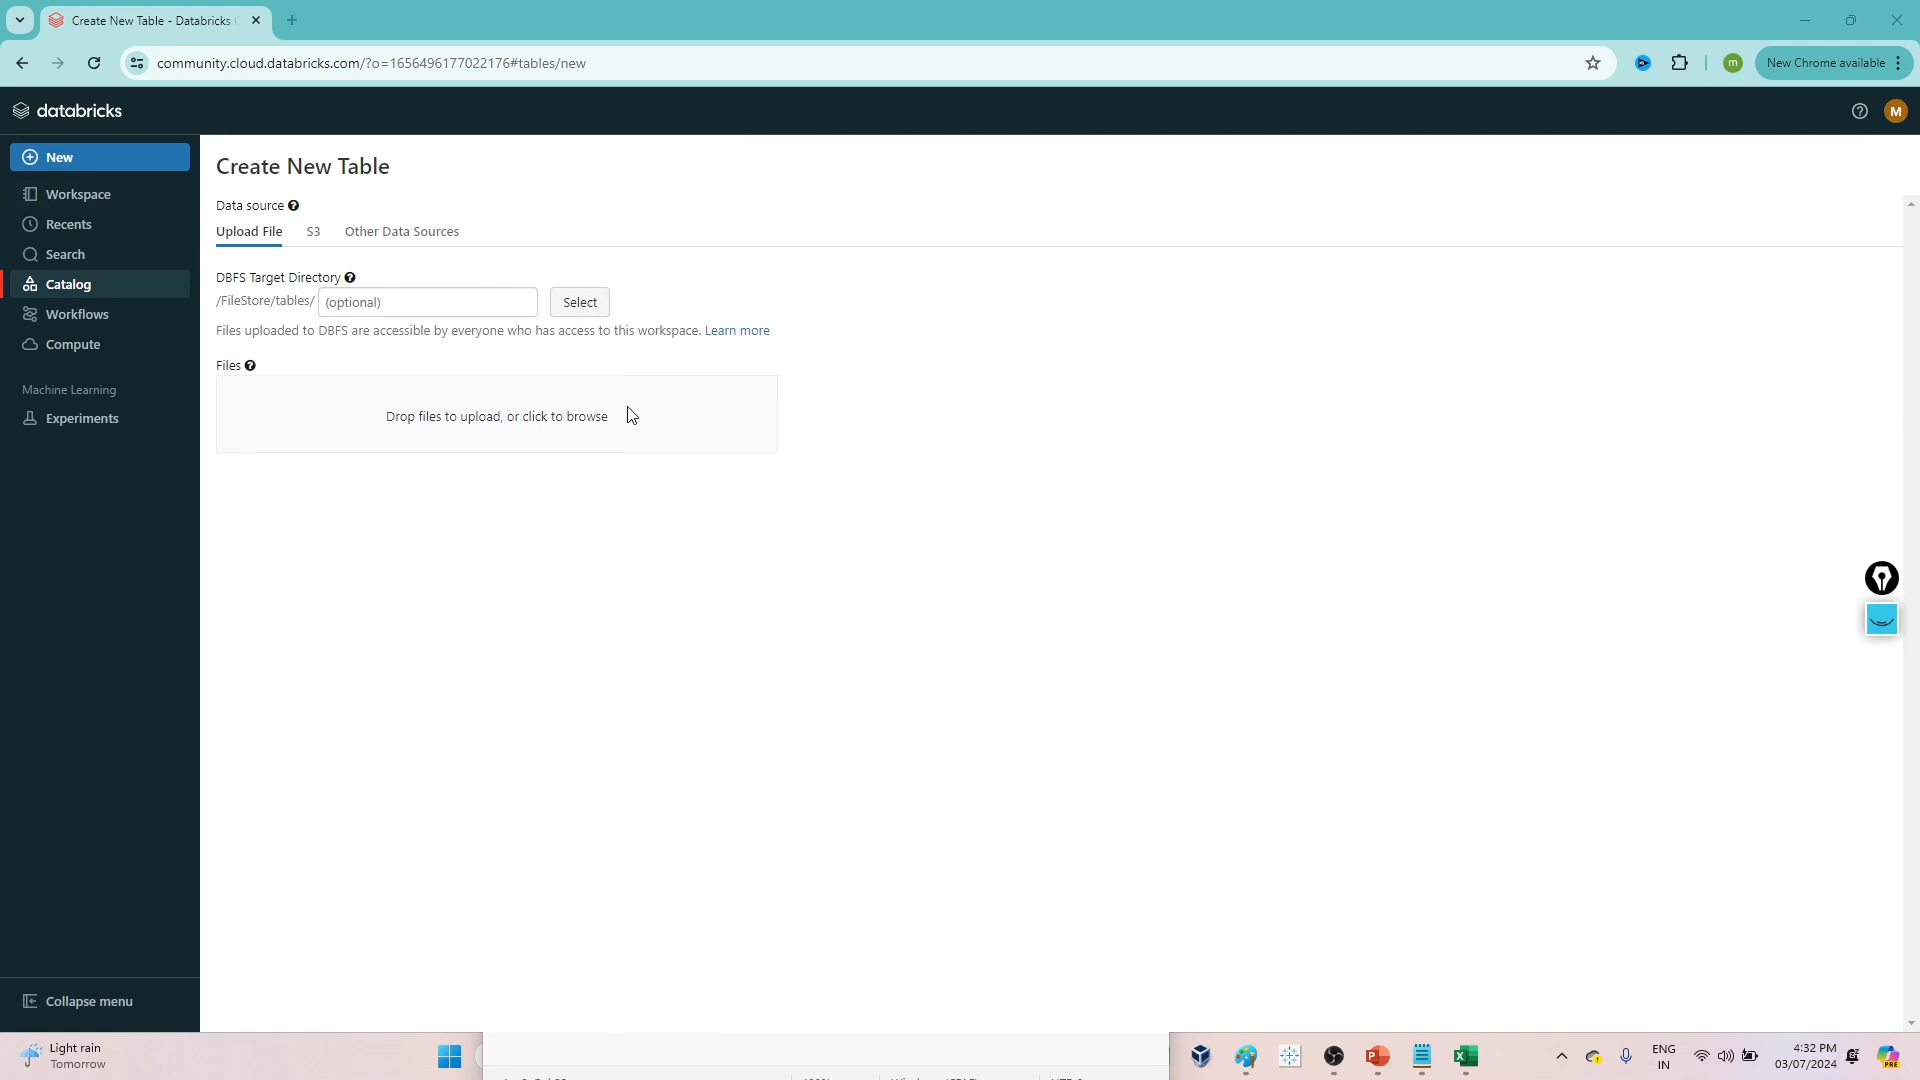 Create New Table - Databricks
community.cloud.databricks.com/?o=1656496177022176#tables/new
m
New Chrome available
databricks
M
New
Workspace
Recents
Search
Catalog
Workflows
Compute
Machine Learning
Experiments
Collapse menu
Create New Table
Data source
Upload File S3 Other Data Sources
DBFS Target Directory
/FileStore/tables/ (optional) Select
Files uploaded to DBFS are accessible by everyone who has access to this workspace. Learn more
Files
Drop files to upload, or click to browse
Light rain
Tomorrow
ENG
IN
4:32 PM
03/07/2024
PRE